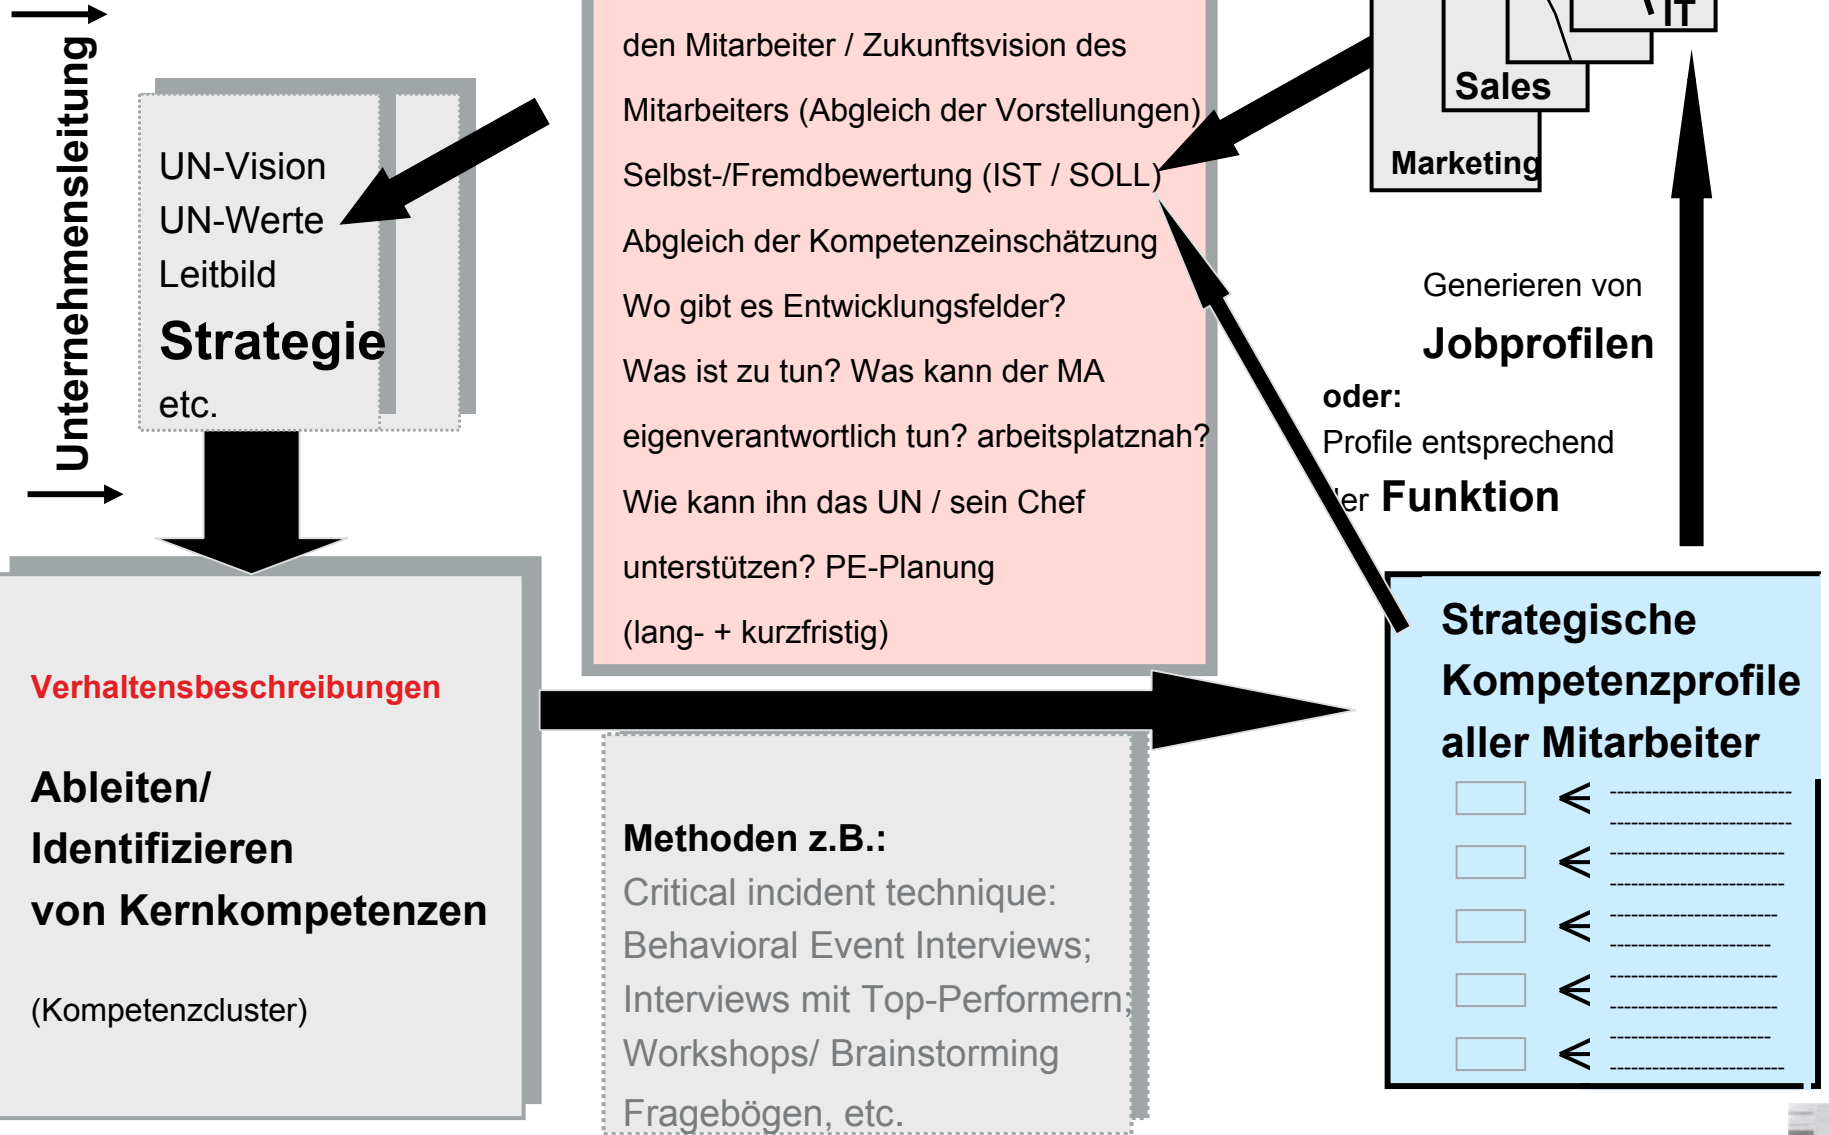 Unternehmensleitung
UN-Vision
UN-Werte
Leitbild
Strategie
etc.
den Mitarbeiter / Zukunftsvision des
Mitarbeiters (Abgleich der Vorstellungen)
Selbst-/Fremdbewertung (IST / SOLL)
Abgleich der Kompetenzeinschätzung
Wo gibt es Entwicklungsfelder?
Was ist zu tun? Was kann der MA
eigenverantwortlich tun? arbeitsplatznah?
Wie kann ihn das UN / sein Chef
unterstützen? PE-Planung
(lang- + kurzfristig)
IT
Sales
Marketing
Generieren von
Jobprofilen
oder:
Profile entsprechend
er Funktion
Verhaltensbeschreibungen
Ableiten/
Identifizieren
von Kernkompetenzen
(Kompetenzcluster)
Methoden z.B.:
Critical incident technique:
Behavioral Event Interviews;
Interviews mit Top-Performern;
Workshops/ Brainstorming
Fragebögen, etc.
Strategische
Kompetenzprofile
aller Mitarbeiter